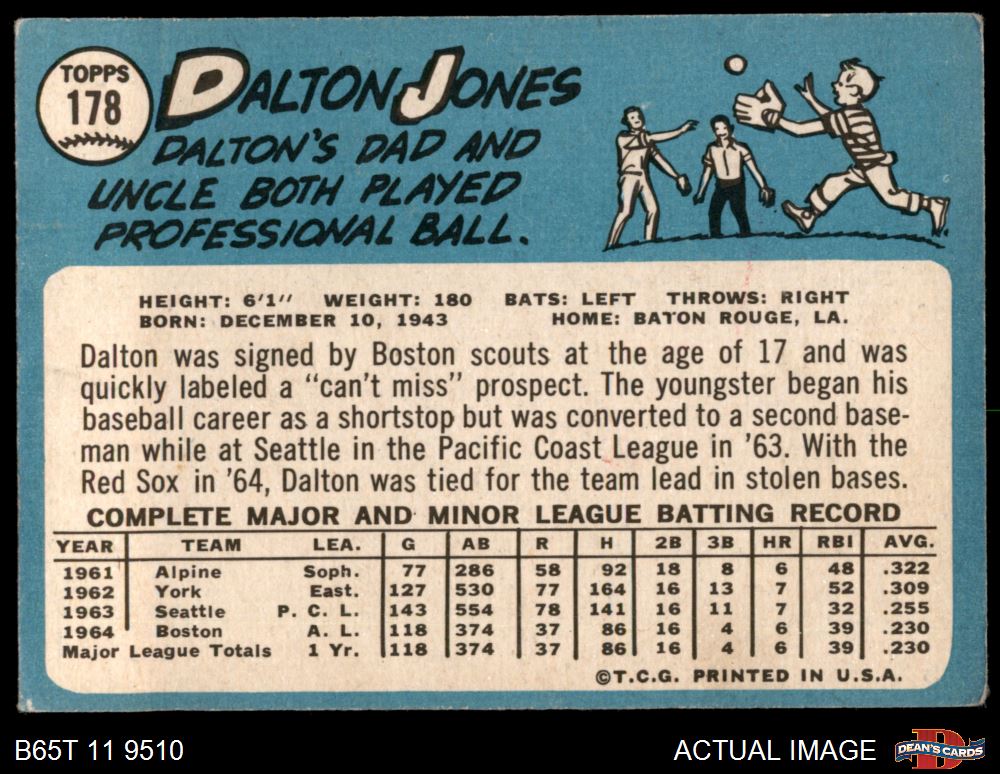 TOPPS
178
DALTON JONES
DALTON'S DAD AND
UNCLE BOTH PLAYED
PROFESSIONAL BALL.
HEIGHT: 6'1" WEIGHT: 180 BATS: LEFT THROWS: RIGHT
BORN: DECEMBER 10, 1943 HOME: BATON ROUGE, LA.
Dalton was signed by Boston scouts at the age of 17 and was
quickly labeled a "can't miss" prospect. The youngster began his
baseball career as a shortstop but was converted to a second base-
man while at Seattle in the Pacific Coast League in '63. With the
Red Sox in '64, Dalton was tied for the team lead in stolen bases.
COMPLETE MAJOR AND MINOR LEAGUE BATTING RECORD
YEAR TEAM LEA. G AB R H 2B 3B HR RBI AVG.
1961 Alpine Soph. 77 286 58 92 18 8 6 48 .322
1962 York East. 127 530 77 164 16 13 7 52 .309
1963 Seattle P. C. L. 143 554 78 141 16 11 7 32 .255
1964 Boston A. L. 118 374 37 86 16 4 6 39 .230
Major League Totals 1 Yr. 118 374 37 86 16 4 6 39 .230
©T.C.G. PRINTED IN U.S.A.
B65T 11 9510 ACTUAL IMAGE DEAN'S CARDS